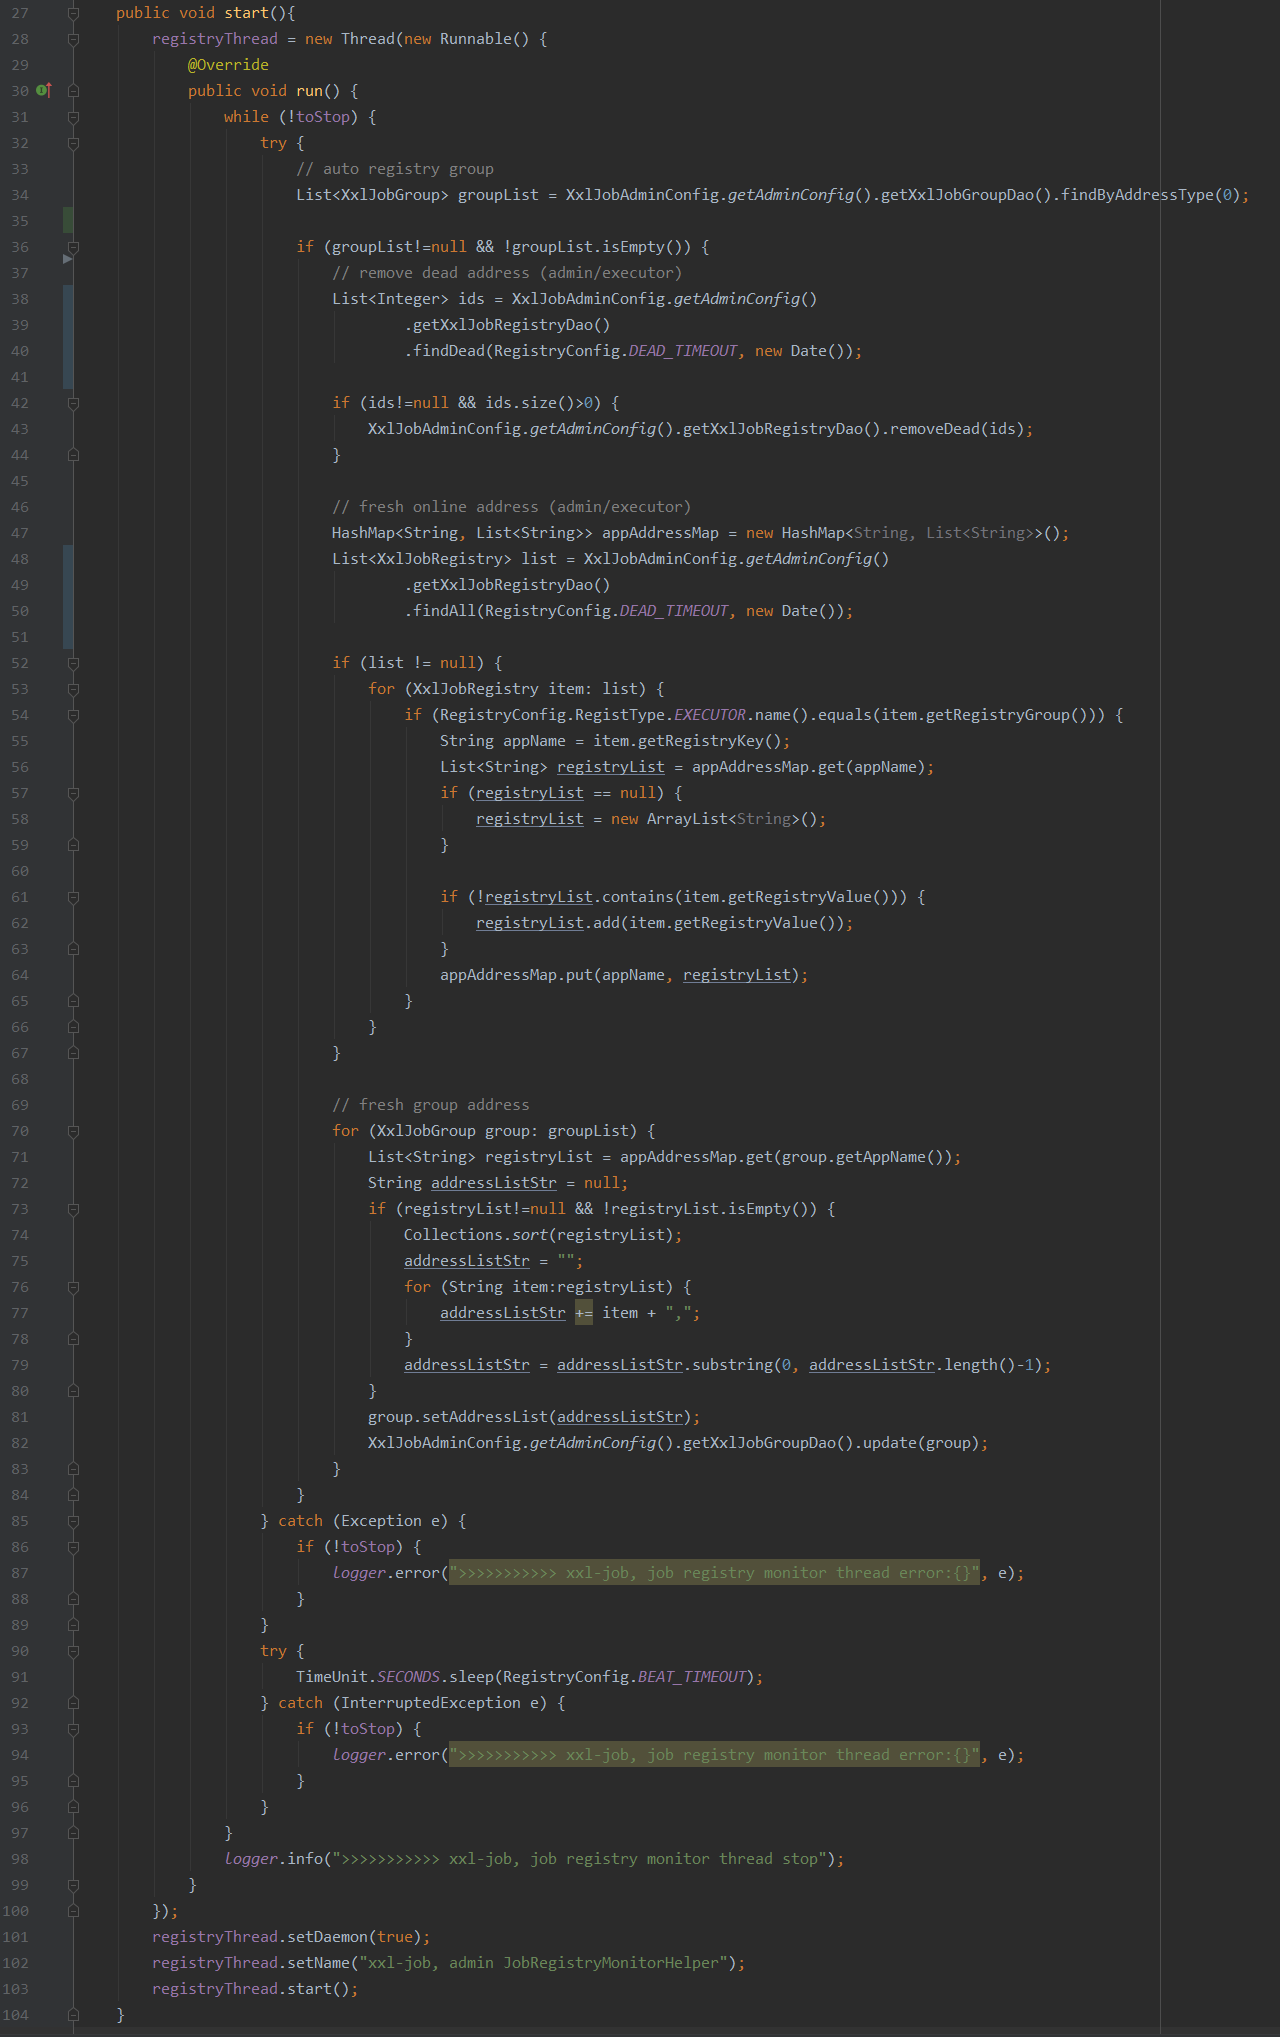 27 public void start(){
28 registryThread = new Thread(new Runnable() {
29 @Override
30 public void run() {
31 while (!toStop) {
32 try {
33 // auto registry group
34 List<XxlJobGroup> groupList = XxlJobAdminConfig.getAdminConfig().getXxlJobGroupDao().findByAddressType(0);
35
36 if (groupList!=null && !groupList.isEmpty()) {
37 // remove dead address (admin/executor)
38 List<Integer> ids = XxlJobAdminConfig.getAdminConfig()
39 .getXxlJobRegistryDao()
40 .findDead(RegistryConfig.DEAD_TIMEOUT, new Date());
41
42 if (ids!=null && ids.size()>0) {
43 XxlJobAdminConfig.getAdminConfig().getXxlJobRegistryDao().removeDead(ids);
44 }
45
46 // fresh online address (admin/executor)
47 HashMap<String, List<String>> appAddressMap = new HashMap<String, List<String>>();
48 List<XxlJobRegistry> list = XxlJobAdminConfig.getAdminConfig()
49 .getXxlJobRegistryDao()
50 .findAll(RegistryConfig.DEAD_TIMEOUT, new Date());
51
52 if (list != null) {
53 for (XxlJobRegistry item: list) {
54 if (RegistryConfig.RegistType.EXECUTOR.name().equals(item.getRegistryGroup())) {
55 String appName = item.getRegistryKey();
56 List<String> registryList = appAddressMap.get(appName);
57 if (registryList == null) {
58 registryList = new ArrayList<String>();
59 }
60
61 if (!registryList.contains(item.getRegistryValue())) {
62 registryList.add(item.getRegistryValue());
63 }
64 appAddressMap.put(appName, registryList);
65 }
66 }
67 }
68
69 // fresh group address
70 for (XxlJobGroup group: groupList) {
71 List<String> registryList = appAddressMap.get(group.getAppName());
72 String addressListStr = null;
73 if (registryList!=null && !registryList.isEmpty()) {
74 Collections.sort(registryList);
75 addressListStr = "";
76 for (String item:registryList) {
77 addressListStr += item + ",";
78 }
79 addressListStr = addressListStr.substring(0, addressListStr.length()-1);
80 }
81 group.setAddressList(addressListStr);
82 XxlJobAdminConfig.getAdminConfig().getXxlJobGroupDao().update(group);
83 }
84 }
85 } catch (Exception e) {
86 if (!toStop) {
87 logger.error(">>>>>>>>>>> xxl-job, job registry monitor thread error:{}", e);
88 }
89 }
90 try {
91 TimeUnit.SECONDS.sleep(RegistryConfig.BEAT_TIMEOUT);
92 } catch (InterruptedException e) {
93 if (!toStop) {
94 logger.error(">>>>>>>>>>> xxl-job, job registry monitor thread error:{}", e);
95 }
96 }
97 }
98 logger.info(">>>>>>>>>>> xxl-job, job registry monitor thread stop");
99 }
100 });
101 registryThread.setDaemon(true);
102 registryThread.setName("xxl-job, admin JobRegistryMonitorHelper");
103 registryThread.start();
104 }